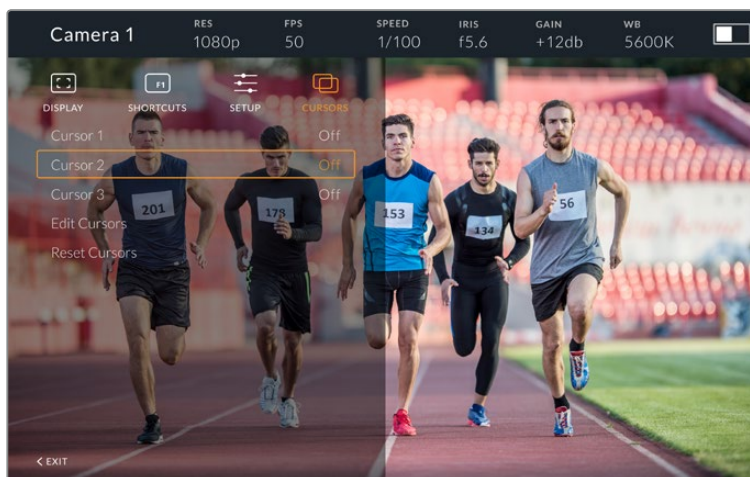 Camera 1
RES
1080p
FPS
50
SPEED
1/100
IRIS
f5.6
GAIN
+12db
WB
5600K
DISPLAY
F1
SHORTCUTS
SETUP
CURSORS
Cursor 1 Off
Cursor 2 Off
Cursor 3 Off
Edit Cursors
Reset Cursors
201
178
153
134
56
< EXIT